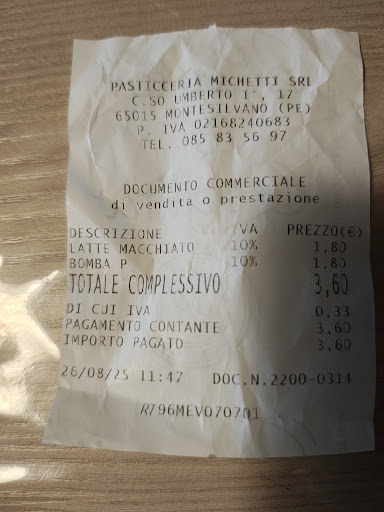 PASTICCERIA MICHETTI SRL
C.SO UMBERTO I°, 17
65015 MONTESILVANO (PE)
P. IVA 02168240683
TEL. 085 83 56 97
DOCUMENTO COMMERCIALE
di vendita o prestazione
DESCRIZIONE IVA PREZZO(€)
LATTE MACCHIATO 10% 1,80
BOMBA P 10% 1,80
TOTALE COMPLESSIVO 3,60
DI CUI IVA 0,33
PAGAMENTO CONTANTE 3,60
IMPORTO PAGATO 3,60
26/08/25 11:47 DOC.N.2200-0314
R796MEV070701